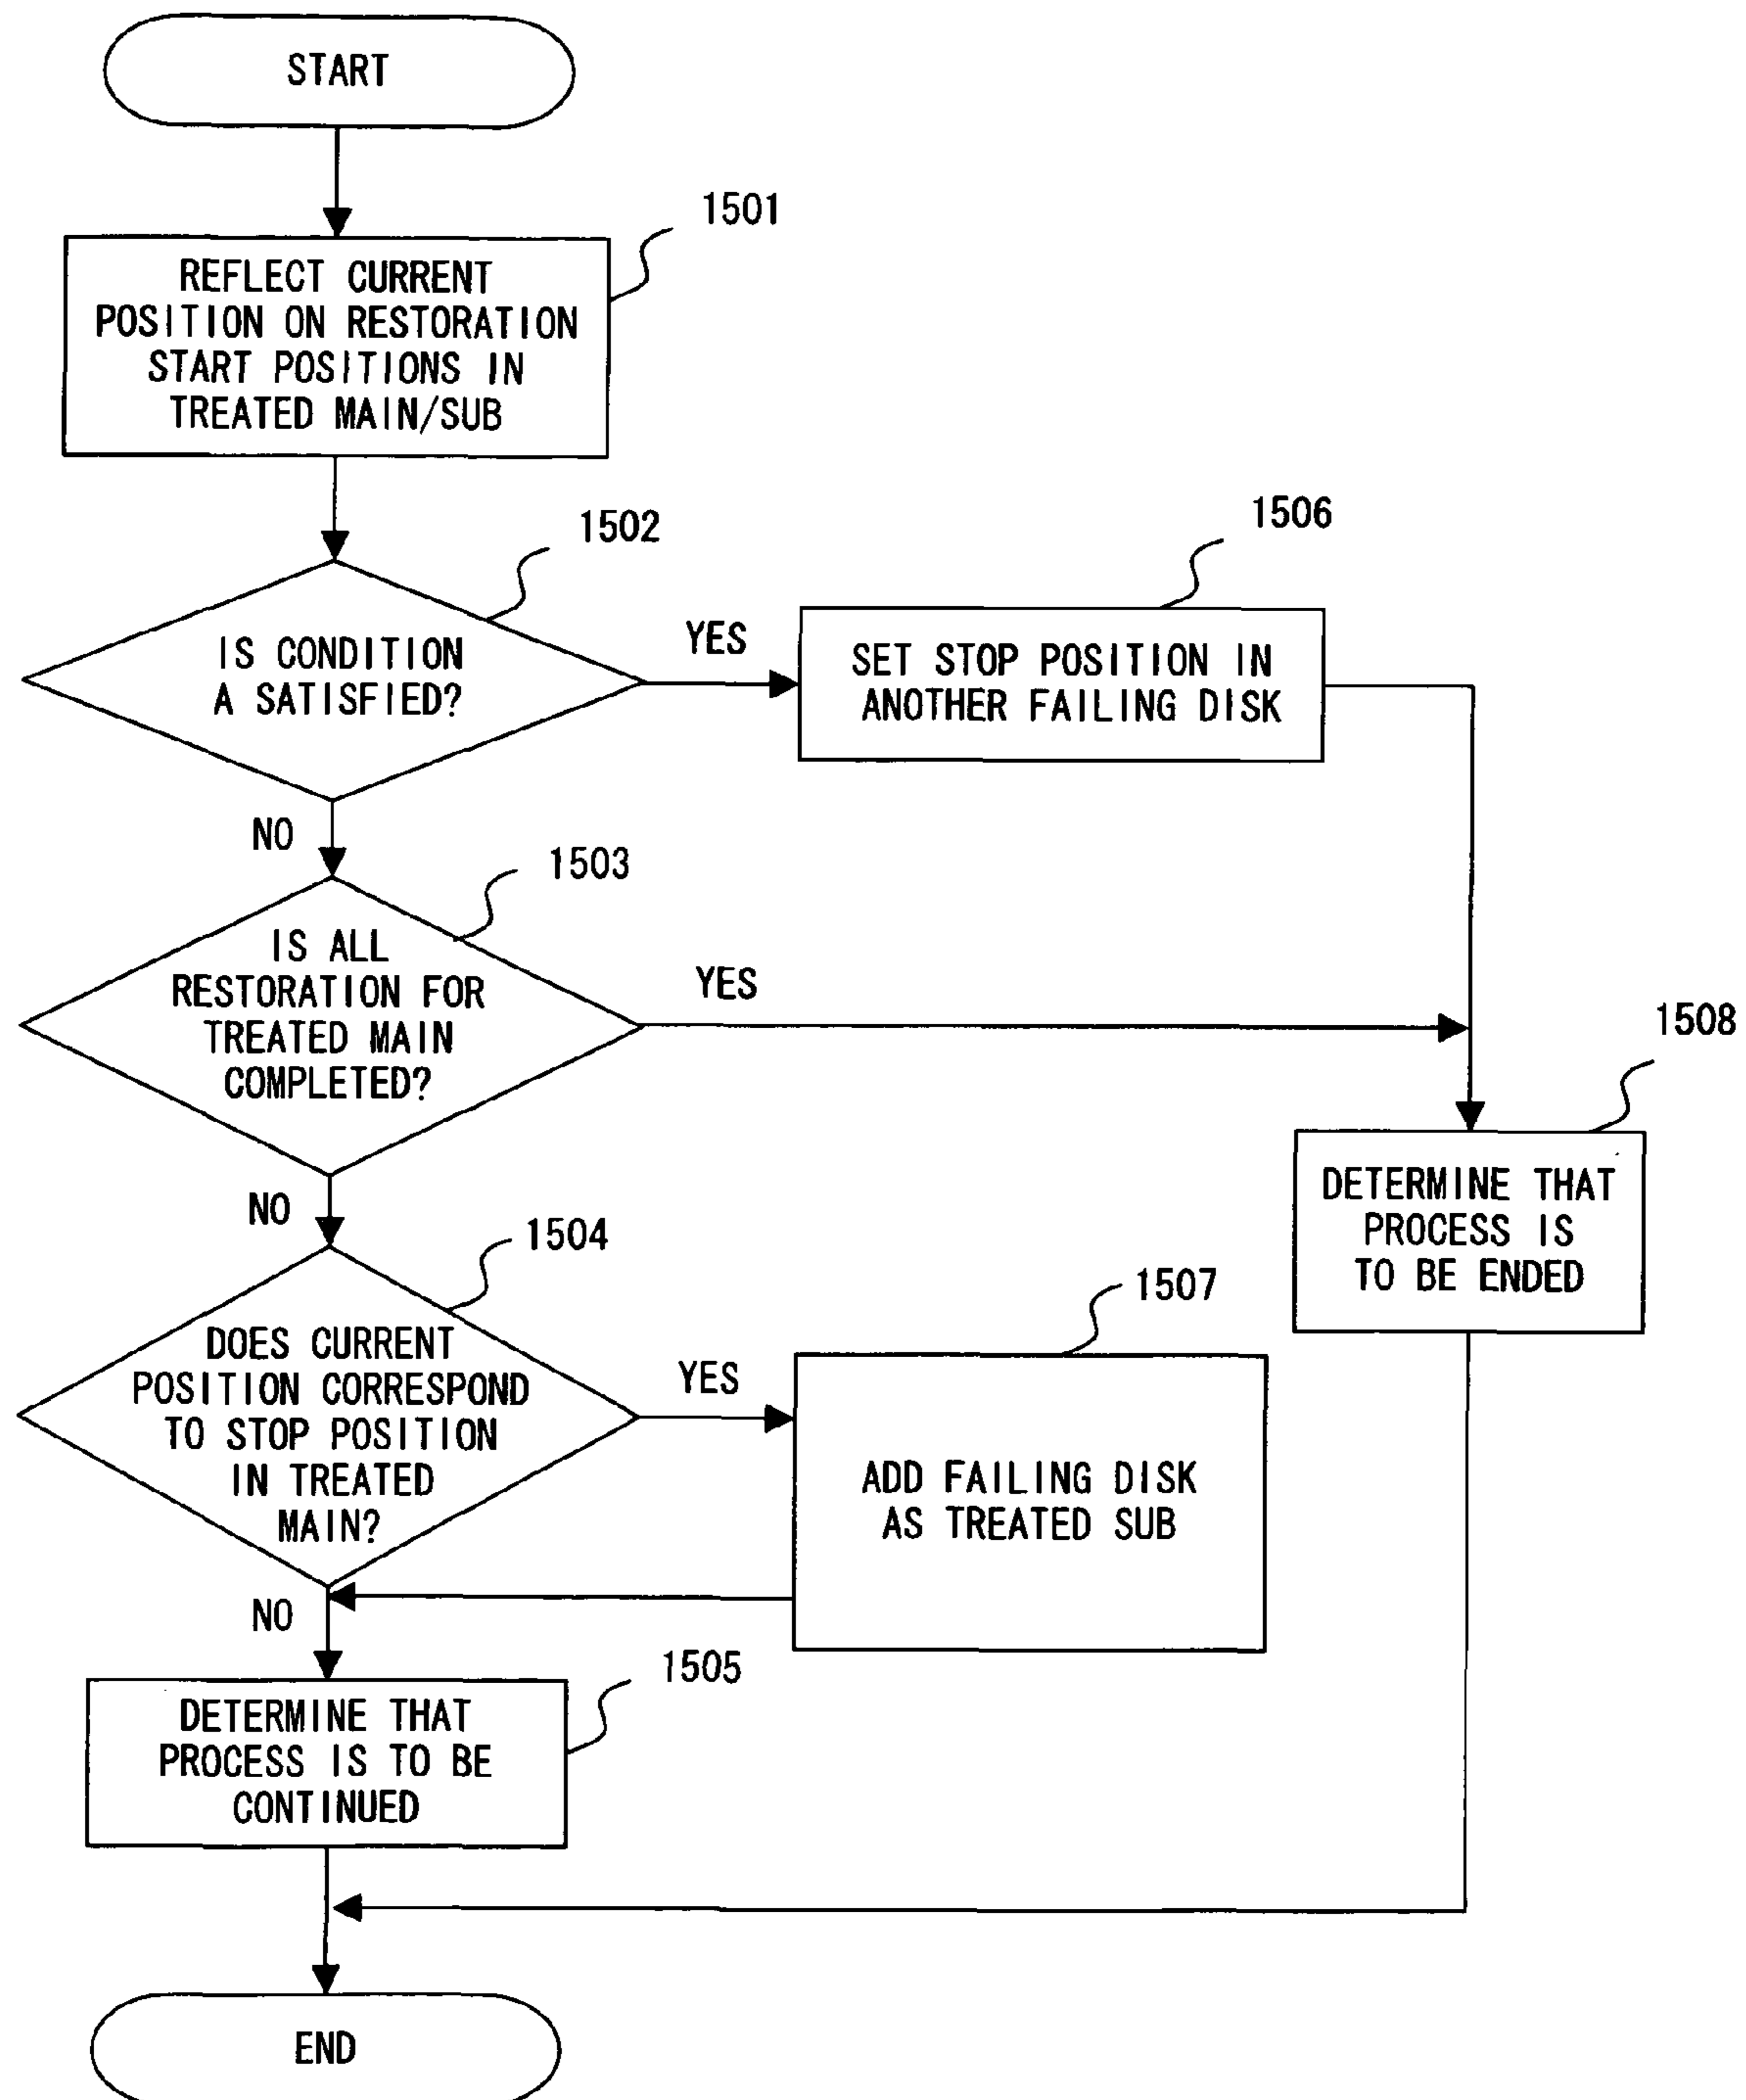 START
1501
REFLECT CURRENT
POSITION ON RESTORATION
START POSITIONS IN
TREATED MAIN/SUB
1502
IS CONDITION
A SATISFIED?
YES
1506
SET STOP POSITION IN
ANOTHER FAILING DISK
NO
1503
IS ALL
RESTORATION FOR
TREATED MAIN
COMPLETED?
YES
1508
DETERMINE THAT
PROCESS IS
TO BE ENDED
NO
1504
DOES CURRENT
POSITION CORRESPOND
TO STOP POSITION
IN TREATED
MAIN?
YES
1507
ADD FAILING DISK
AS TREATED SUB
NO
1505
DETERMINE THAT
PROCESS IS TO BE
CONTINUED
END